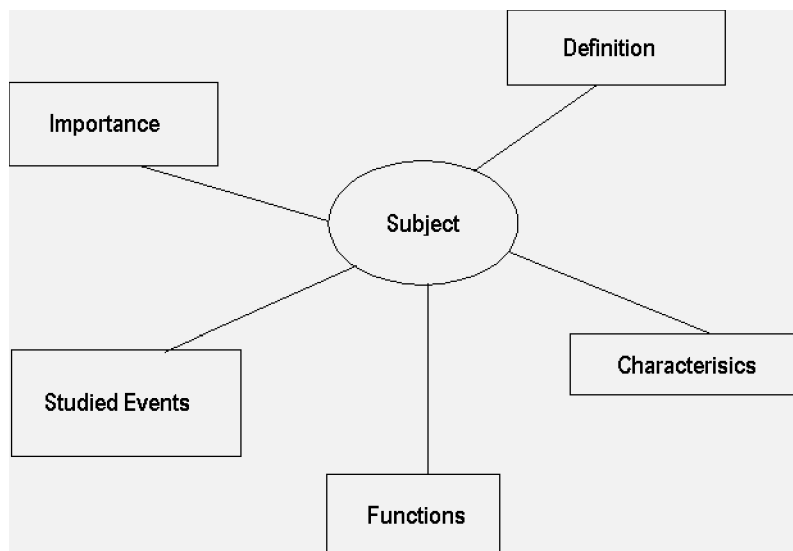 Definition
Importance
Subject
Characterisics
Studied Events
Functions